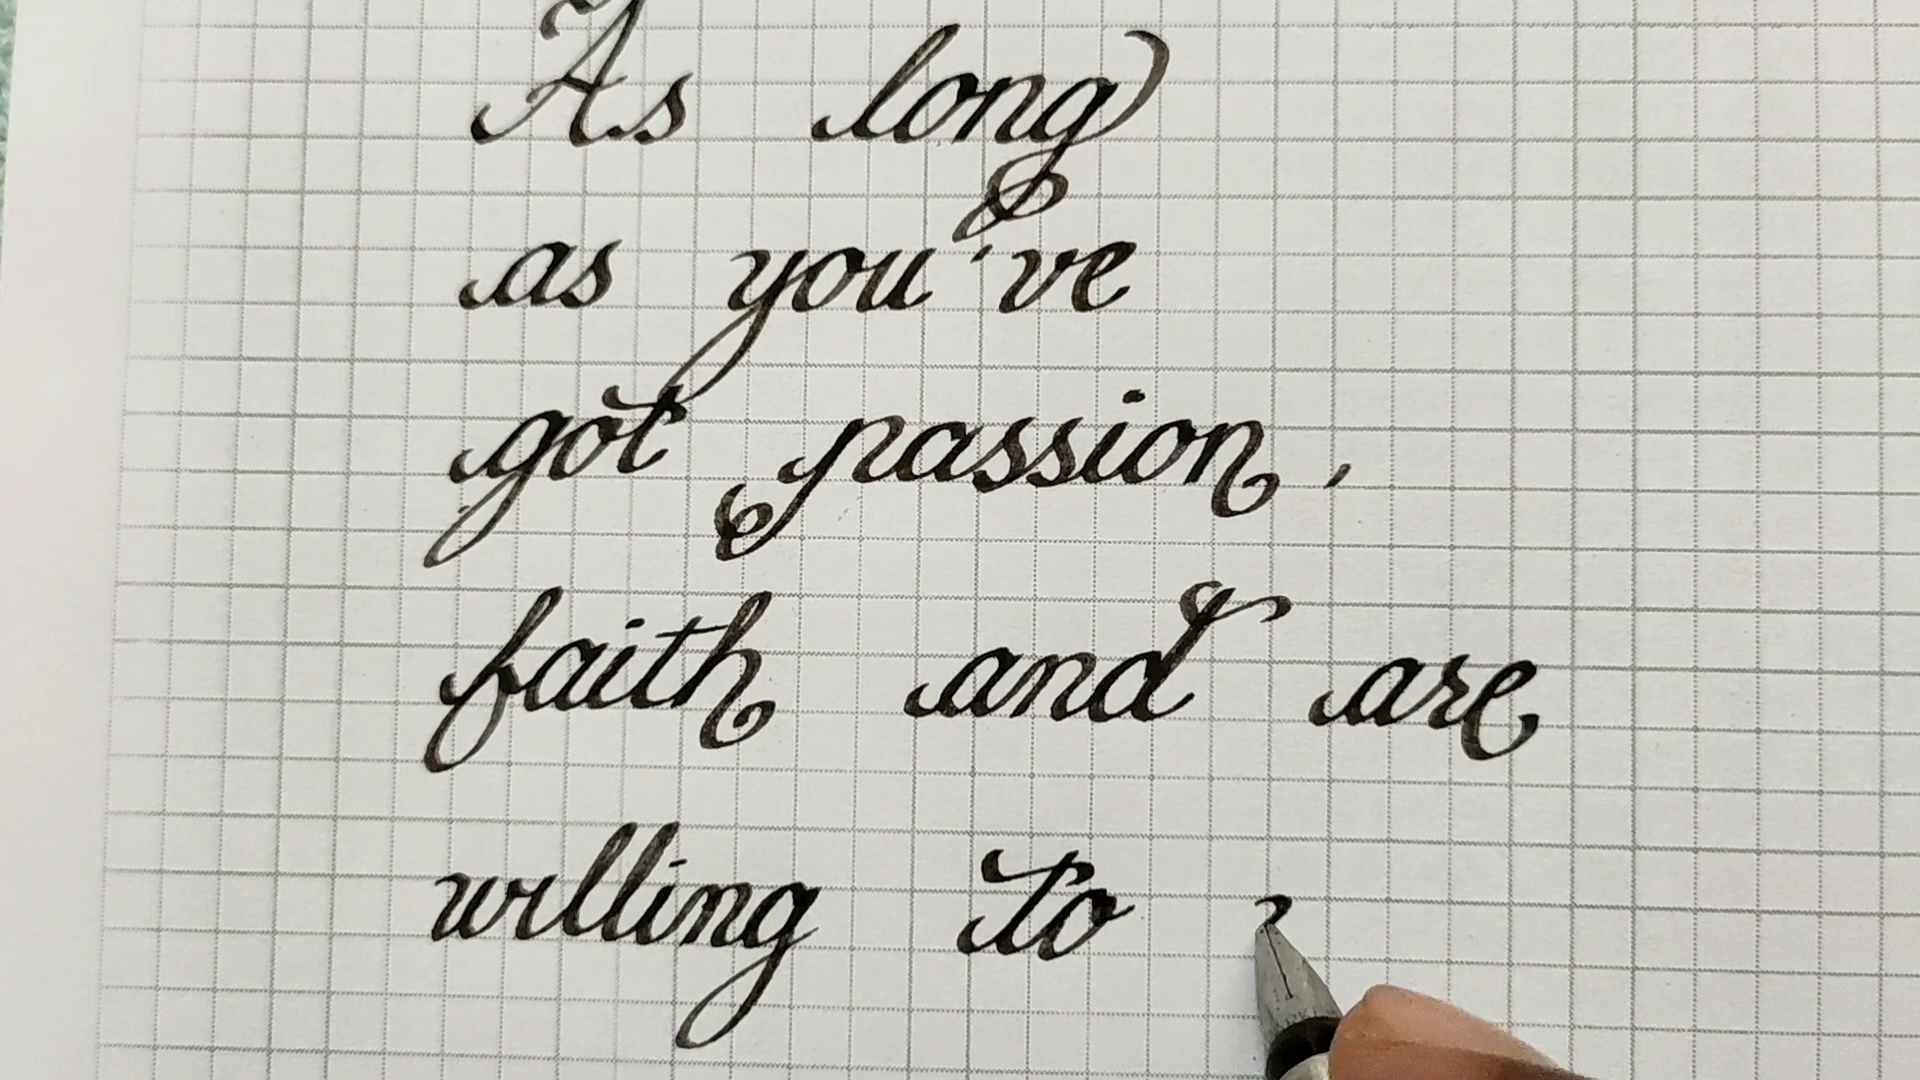 As long
as you've
got passion,
faith and are
willing to